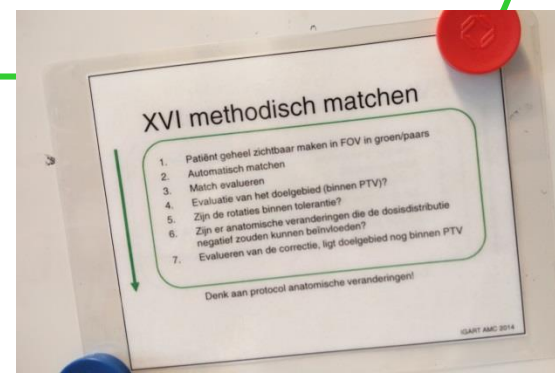 XVI methodisch matchen
1. Patiënt geheel zichtbaar maken in FOV in groen/paars
2. Automatisch matchen
3. Match evalueren
4. Evaluatie van het doelgebied (binnen PTV)?
5. Zijn de rotaties binnen tolerantie?
6. Zijn er anatomische veranderingen die de dosisdistributie
negatief zouden kunnen beïnvloeden?
7. Evalueren van de correctie, ligt doelgebied nog binnen PTV
Denk aan protocol anatomische veranderingen!
IGART AMC 2014